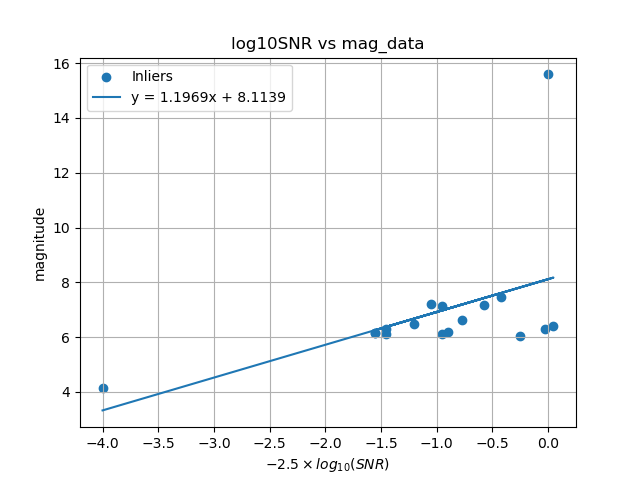 log10SNR vs mag_data
Inliers
y = 1.1969x + 8.1139
16
14
12
10
8
6
4
magnitude
−4.0 −3.5 −3.0 −2.5 −2.0 −1.5 −1.0 −0.5 0.0
−2.5 × log₁₀(SNR)